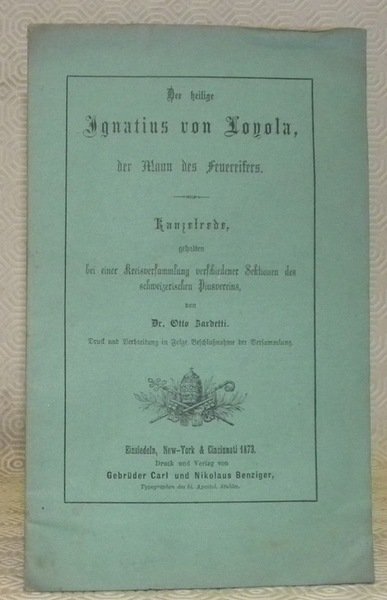 Der heilige
Ignatius von Loyola,
der Mann des Feuereifers.
Kanzelrede,
gehalten
bei einer Kreisversammlung verschiedener Sektionen des
schweizerischen Piusvereins,
von
Dr. Otto Zardetti.
Druck und Verbreitung in Folge Beschlußnahme der Versammlung.
Einsiedeln, New-York & Cincinnati 1873.
Druck und Verlag von
Gebrüder Carl und Nikolaus Benziger,
Typographen des hl. Apostol. Stuhles.